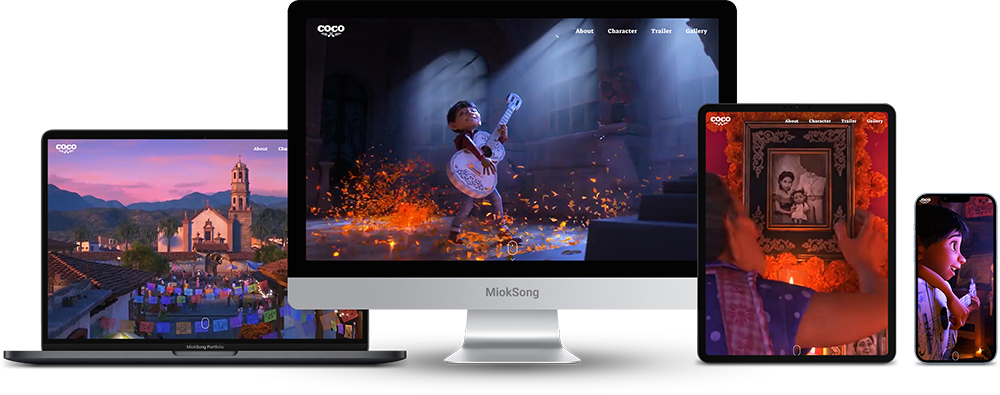 COCO
About Character Trailer Gallery
COCO
About Character Trailer Gallery
COCO
About Cha
COCO
MiokSong
MiokSong Portfolio